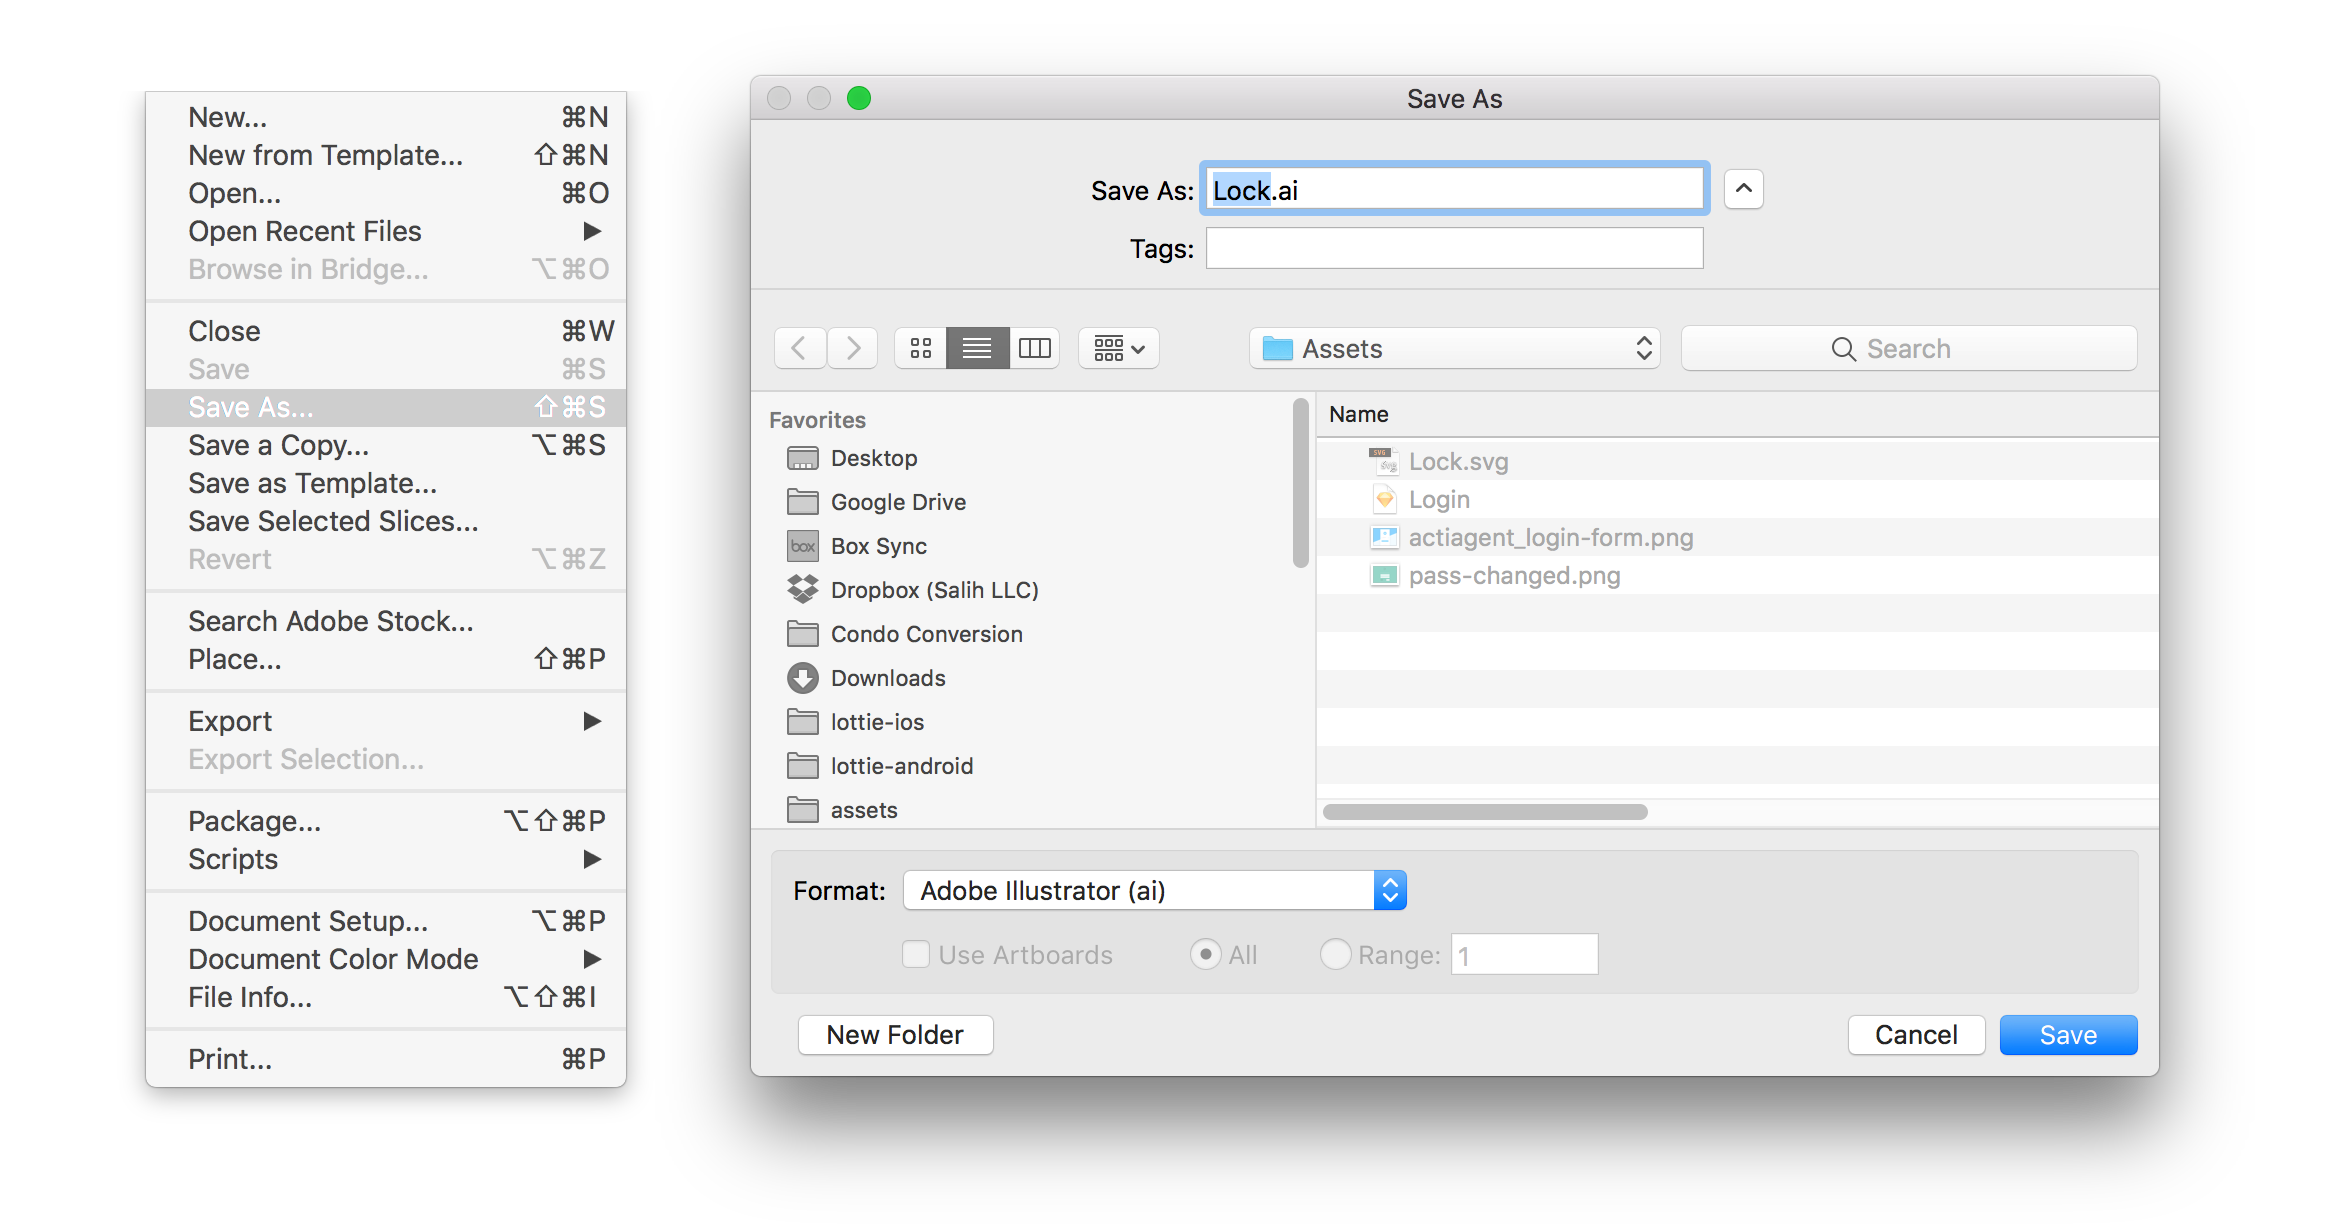 New... ⌘N
New from Template... ⇧⌘N
Open... ⌘O
Open Recent Files ▶
Browse in Bridge... ⌥⌘O
Close ⌘W
Save ⌘S
Save As... ⇧⌘S
Save a Copy... ⌥⌘S
Save as Template...
Save Selected Slices...
Revert ⌥⌘Z
Search Adobe Stock...
Place... ⇧⌘P
Export ▶
Export Selection...
Package... ⌥⇧⌘P
Scripts ▶
Document Setup... ⌥⌘P
Document Color Mode ▶
File Info... ⌥⇧⌘I
Print... ⌘P
Save As
Save As: Lock.ai
Tags:
Assets
Search
Favorites
Desktop
Google Drive
box Box Sync
Dropbox (Salih LLC)
Condo Conversion
Downloads
lottie-ios
lottie-android
assets
Name
SVG svg Lock.svg
Login
actiagent_login-form.png
pass-changed.png
Format: Adobe Illustrator (ai)
Use Artboards All Range: 1
New Folder Cancel Save